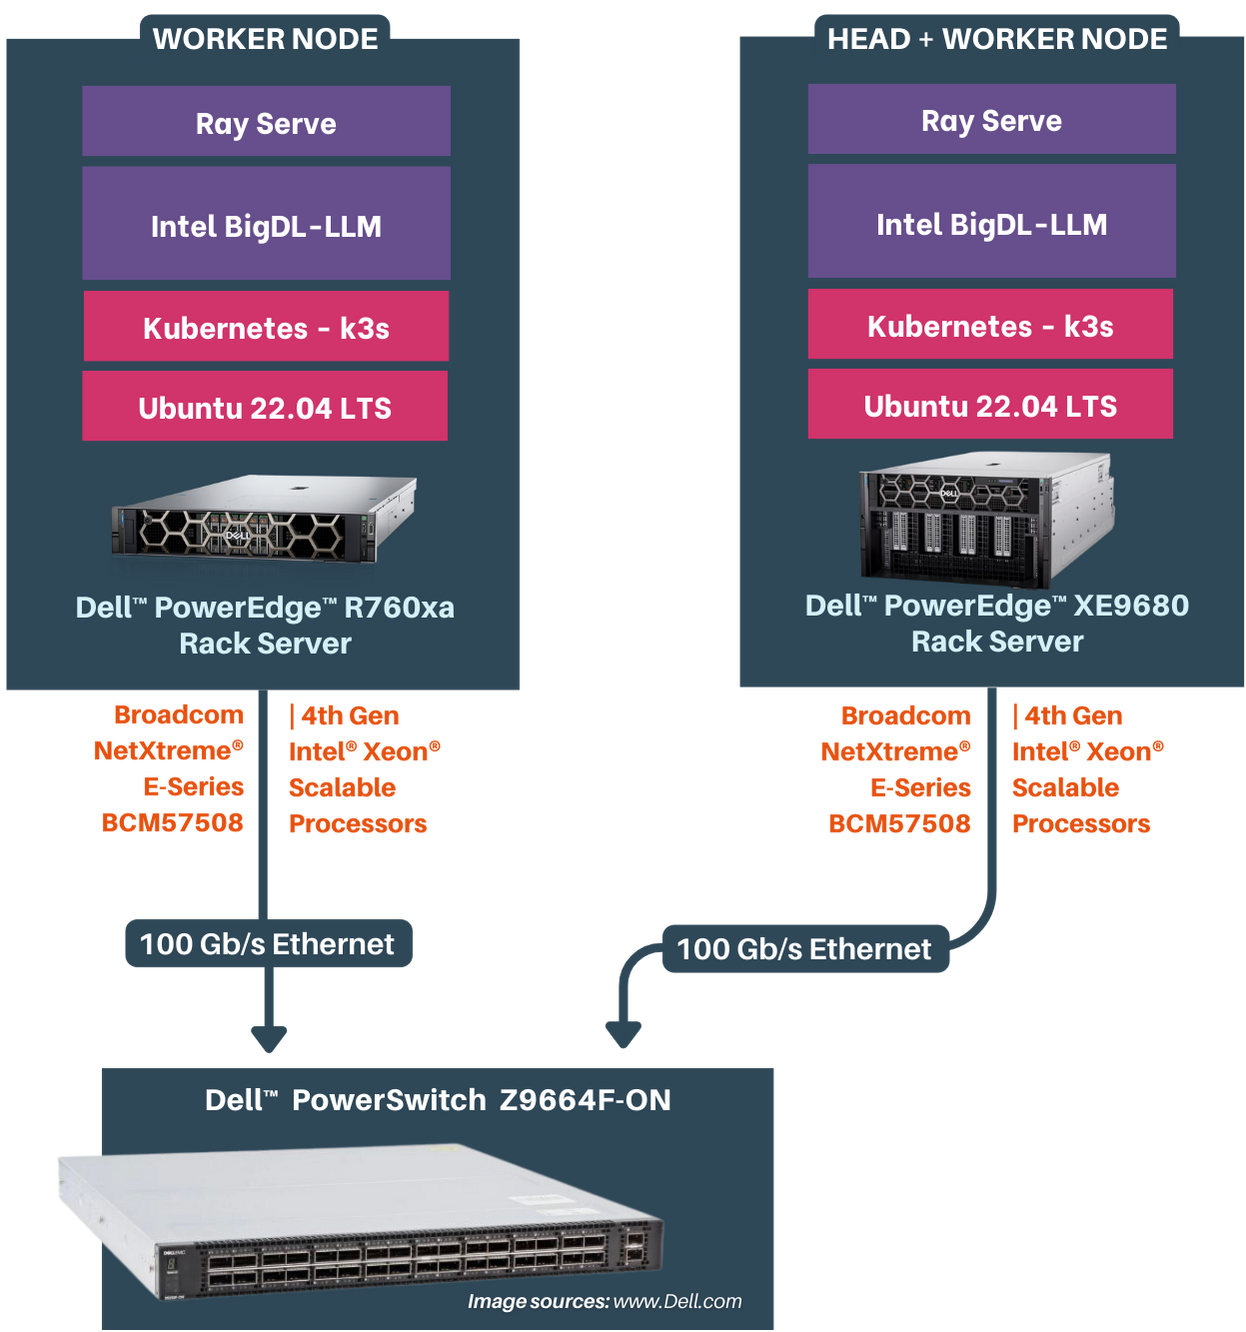 WORKER NODE
Ray Serve
Intel BigDL-LLM
Kubernetes - k3s
Ubuntu 22.04 LTS
DELL
Dell™ PowerEdge™ R760xa
Rack Server
Broadcom
NetXtreme®
E-Series
BCM57508
| 4th Gen
Intel® Xeon®
Scalable
Processors
100 Gb/s Ethernet
HEAD + WORKER NODE
Ray Serve
Intel BigDL-LLM
Kubernetes - k3s
Ubuntu 22.04 LTS
DELL
Dell™ PowerEdge™ XE9680
Rack Server
Broadcom
NetXtreme®
E-Series
BCM57508
| 4th Gen
Intel® Xeon®
Scalable
Processors
100 Gb/s Ethernet
Dell™ PowerSwitch Z9664F-ON
DELLEMC
Image sources: www.Dell.com